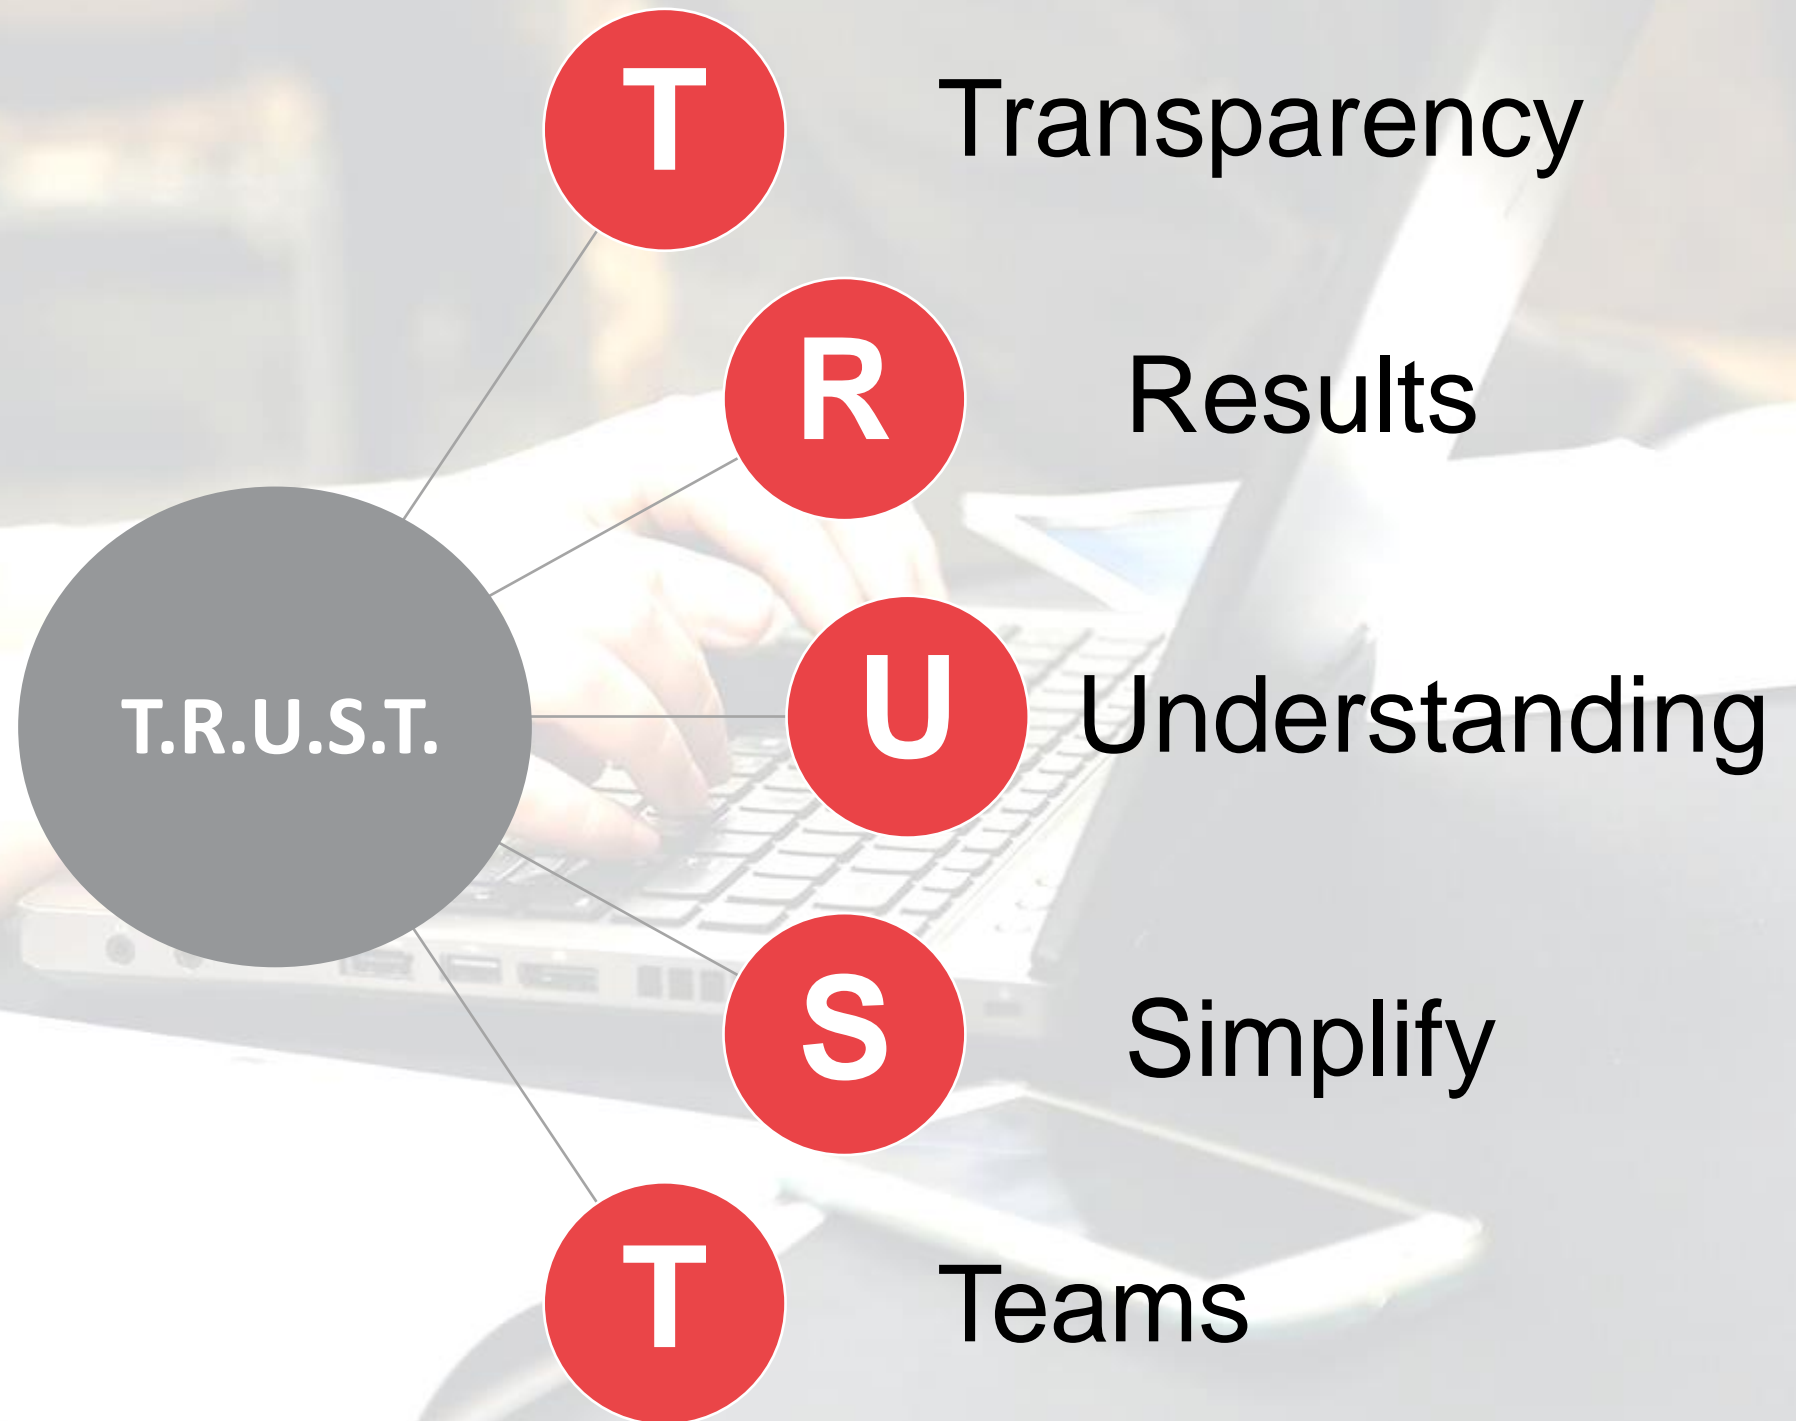 T
Transparency
R
Results
T.R.U.S.T.
U
Understanding
S
Simplify
T
Teams